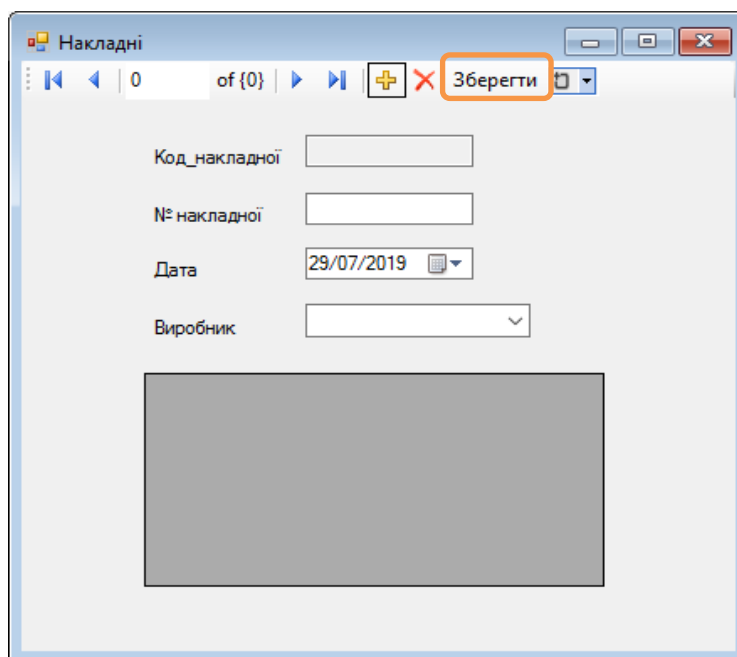 Накладні
0 of {0} Зберегти
Код_накладної
№ накладної
Дата 29/07/2019
Виробник